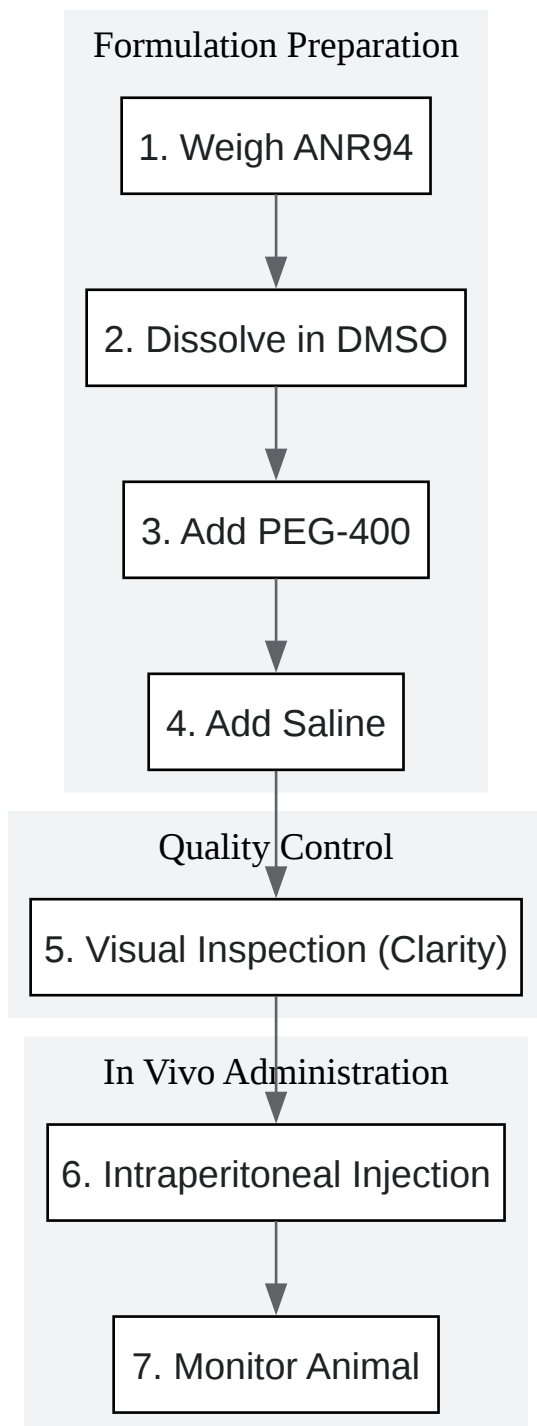 Formulation Preparation
1. Weigh ANR94
2. Dissolve in DMSO
3. Add PEG-400
4. Add Saline
Quality Control
5. Visual Inspection (Clarity)
In Vivo Administration
6. Intraperitoneal Injection
7. Monitor Animal